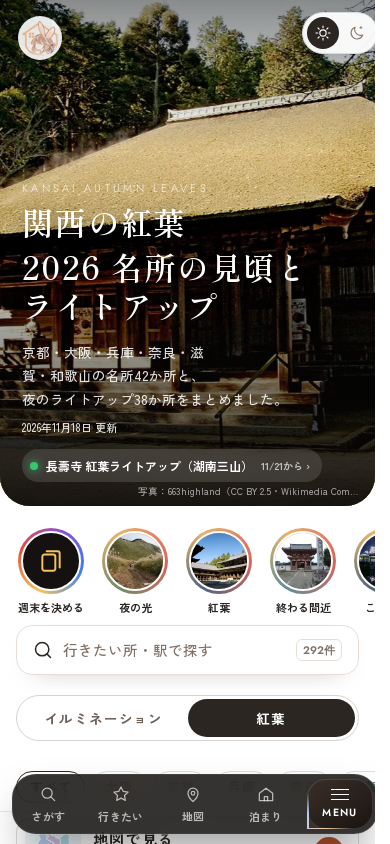 KANSAI AUTUMN LEAVES
関西の紅葉
2026 名所の見頃と
ライトアップ
京都・大阪・兵庫・奈良・滋
賀・和歌山の名所42か所と、
夜のライトアップ38か所をまとめました。
2026年11月18日 更新
長壽寺 紅葉ライトアップ（湖南三山） 11/21から ›
写真：663highland（CC BY 2.5・Wikimedia Com…
週末を決める 夜の光 紅葉 終わる間近 こ
行きたい所・駅で探す 292件
イルミネーション 紅葉
さがす 行きたい 地図 泊まり MENU
地図で見る